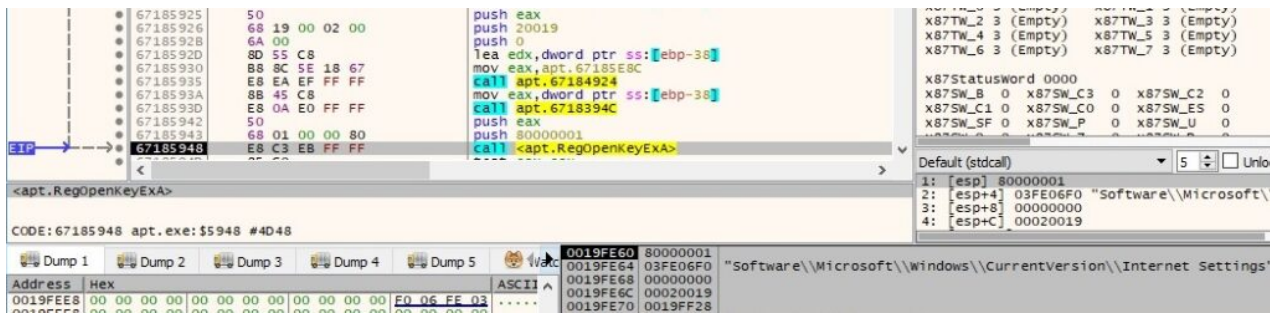 67185925 50 push eax
67185926 68 19 00 02 00 push 20019
6718592B 6A 00 push 0
6718592D 8D 55 C8 lea edx,dword ptr ss:[ebp-38]
67185930 B8 8C 5E 18 67 mov eax,apt.67185E8C
67185935 E8 EA EF FF FF call apt.67184924
6718593A 8B 45 C8 mov eax,dword ptr ss:[ebp-38]
6718593D E8 0A E0 FF FF call apt.6718394C
67185942 50 push eax
67185943 68 01 00 00 80 push 80000001
EIP 67185948 E8 C3 EB FF FF call <apt.RegOpenKeyExA>
<apt.RegOpenKeyExA>
CODE:67185948 apt.exe:$5948 #4D48
x87TW_2 3 (Empty) x87TW_3 3 (Empty)
x87TW_4 3 (Empty) x87TW_5 3 (Empty)
x87TW_6 3 (Empty) x87TW_7 3 (Empty)
x87StatusWord 0000
x87SW_B 0 x87SW_C3 0 x87SW_C2 0
x87SW_C1 0 x87SW_C0 0 x87SW_ES 0
x87SW_SF 0 x87SW_P 0 x87SW_U 0
Default (stdcall) 5 Unlo
1: [esp] 80000001
2: [esp+4] 03FE06F0 "Software\\Microsoft\
3: [esp+8] 00000000
4: [esp+C] 00020019
Dump 1 Dump 2 Dump 3 Dump 4 Dump 5
Address Hex ASCII
0019FEE8 00 00 00 00 00 00 00 00 00 00 00 00 F0 06 FE 03 .....
0019FE60 80000001
0019FE64 03FE06F0 "Software\\Microsoft\\Windows\\CurrentVersion\\Internet Settings"
0019FE68 00000000
0019FE6C 00020019
0019FE70 0019FF28